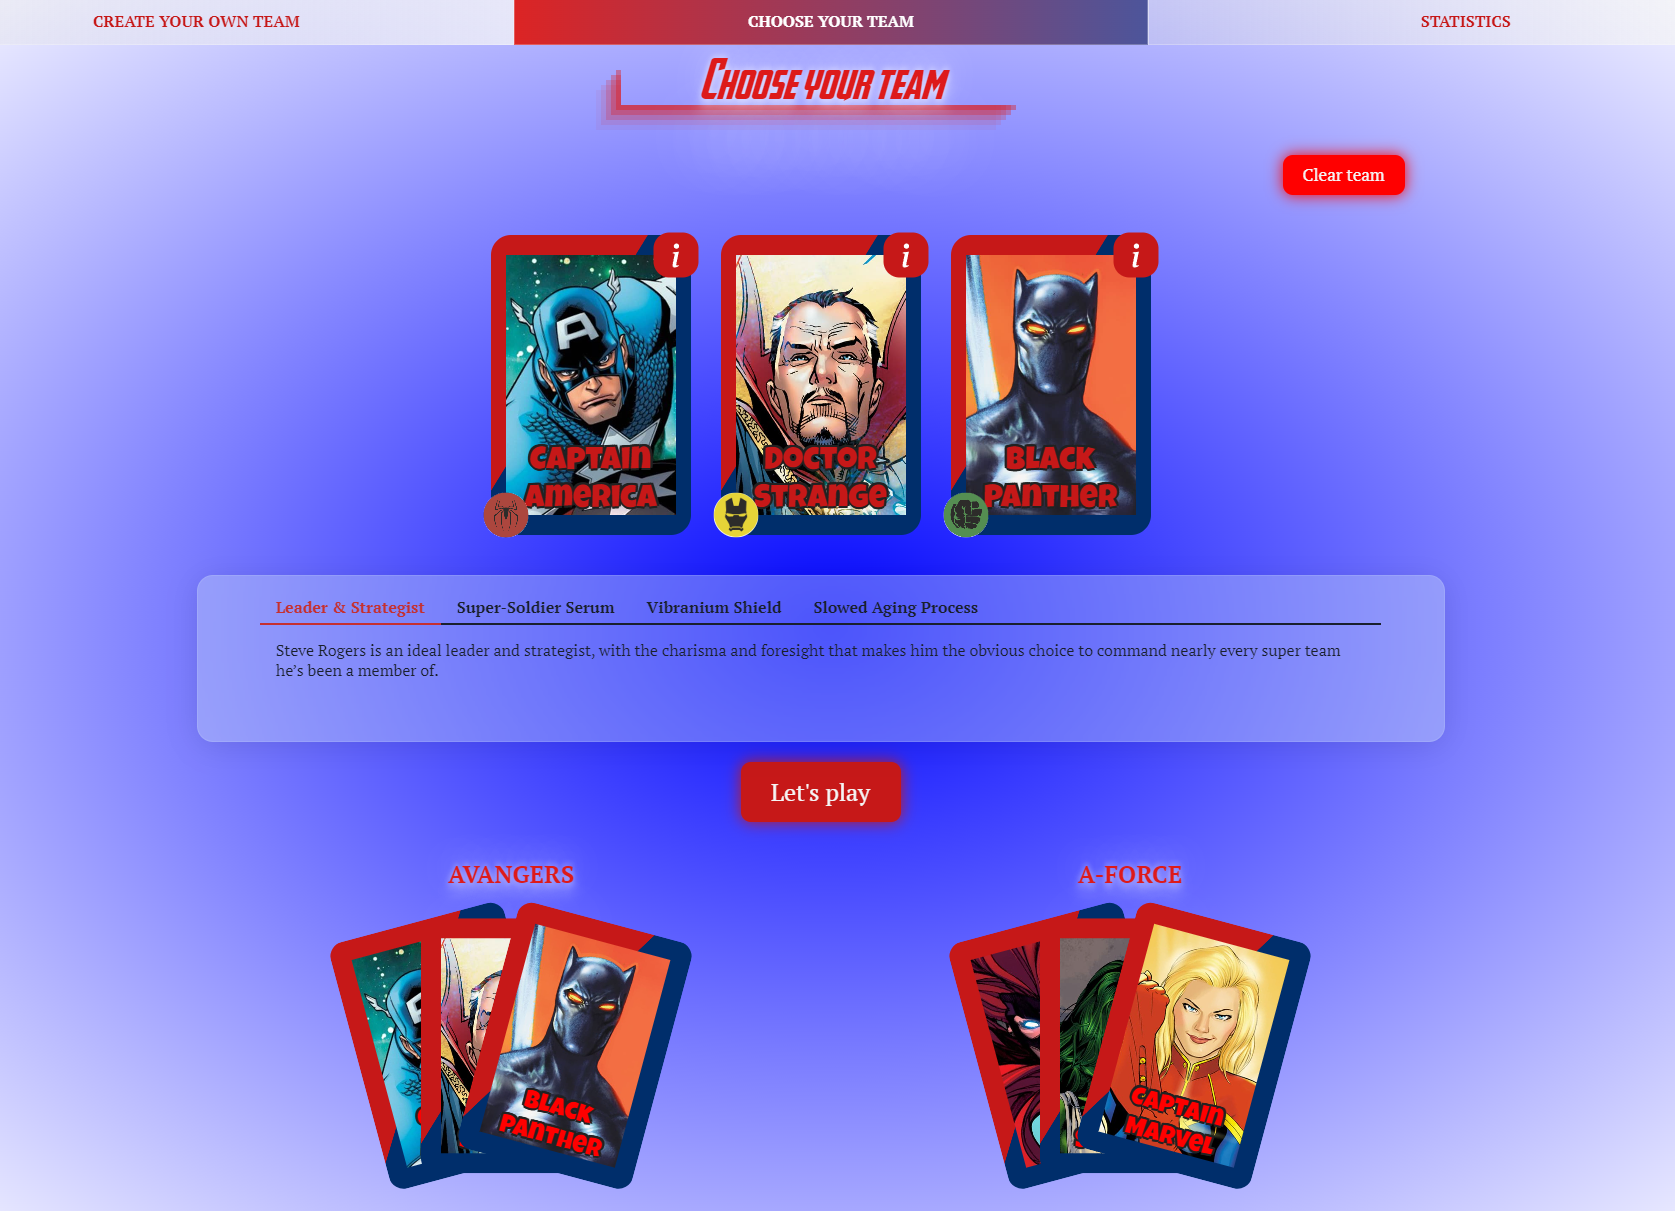 CREATE YOUR OWN TEAM
CHOOSE YOUR TEAM
STATISTICS
Choose your team
Clear team
i
i
i
A
CAPTAIN
AMERICA
DOCTOR
STRANGE
BLACK
PANTHER
Leader & Strategist
Super-Soldier Serum
Vibranium Shield
Slowed Aging Process
Steve Rogers is an ideal leader and strategist, with the charisma and foresight that makes him the obvious choice to command nearly every super team
he's been a member of.
Let's play
AVANGERS
A-FORCE
BLACK
PANTHER
CAPTAIN
MARVEL